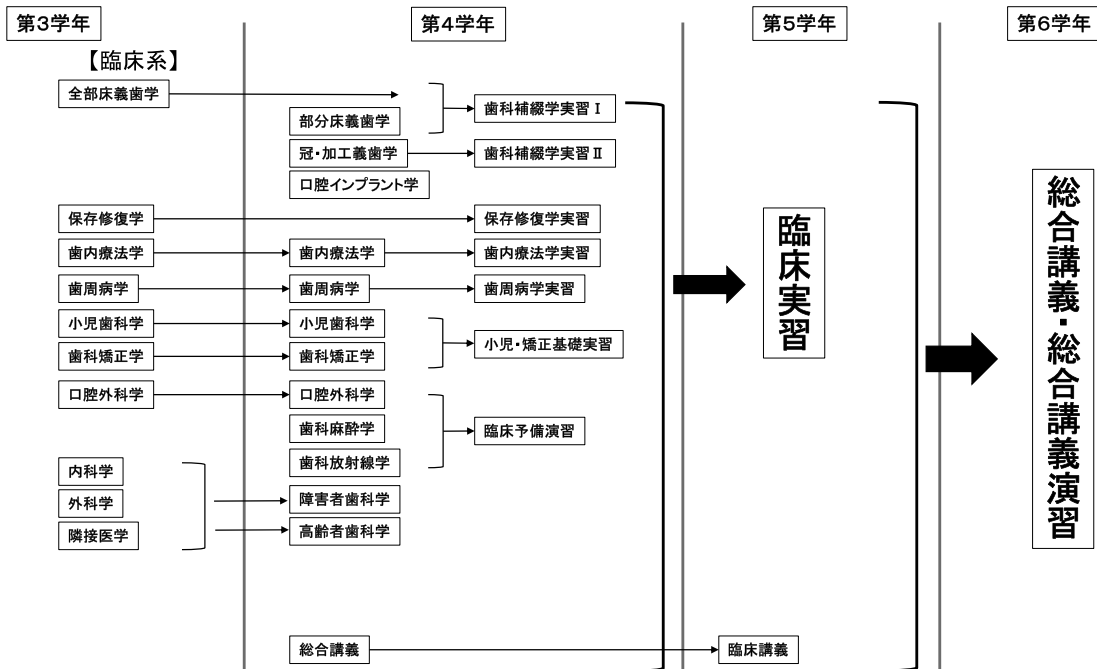 第3学年
第4学年
第5学年
第6学年
【臨床系】
全部床義歯学
部分床義歯学
歯科補綴学実習Ⅰ
冠・加工義歯学
歯科補綴学実習Ⅱ
口腔インプラント学
保存修復学
保存修復学実習
歯内療法学
歯内療法学
歯内療法学実習
歯周病学
歯周病学
歯周病学実習
小児歯科学
小児歯科学
歯科矯正学
歯科矯正学
小児・矯正基礎実習
口腔外科学
口腔外科学
歯科麻酔学
臨床予備演習
歯科放射線学
内科学
外科学
隣接医学
障害者歯科学
高齢者歯科学
総合講義
臨床講義
臨床実習
総合講義・総合講義演習